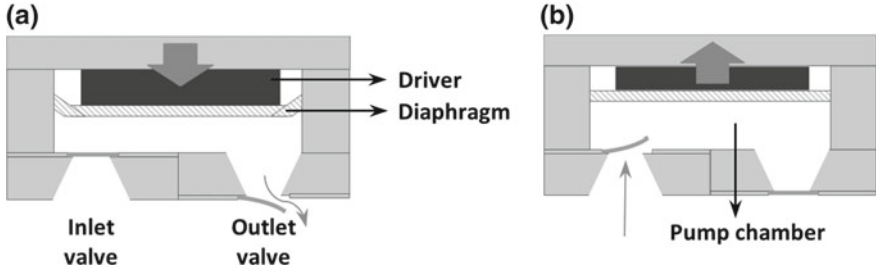 (a)
Driver
Diaphragm
Inlet
valve
Outlet
valve
(b)
Pump chamber